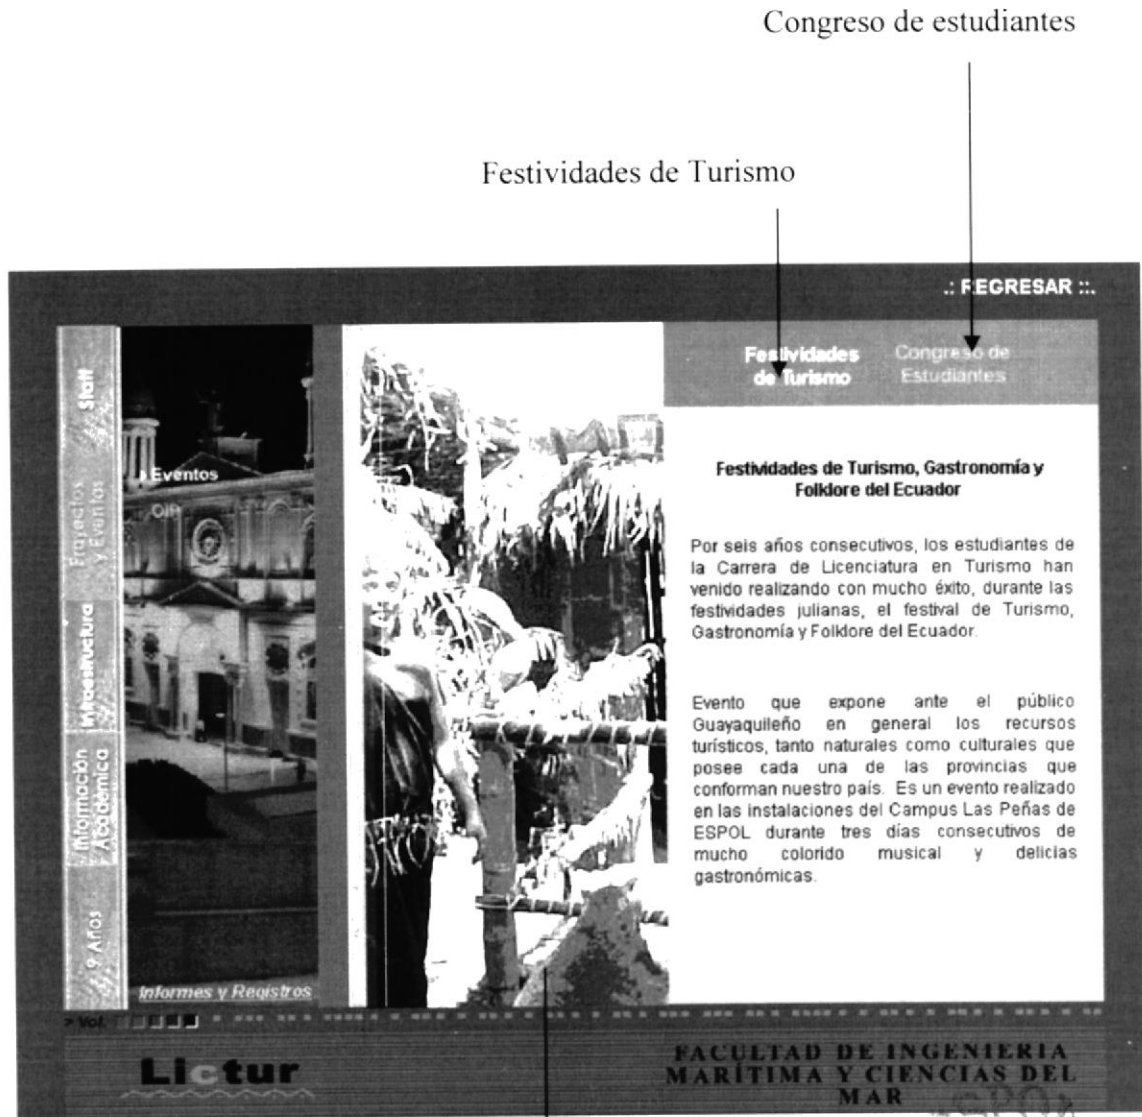 Congreso de estudiantes
Festividades de Turismo
.: REGRESAR ::.
Festividades
de Turismo
Congreso de
Estudiantes
Staff
Proyectos
y Eventos
Infraestructura
Información
Académica
9 Años
Eventos
Informes y Registros
Festividades de Turismo, Gastronomía y
Folklore del Ecuador
Por seis años consecutivos, los estudiantes de
la Carrera de Licenciatura en Turismo han
venido realizando con mucho éxito, durante las
festividades julianas, el festival de Turismo,
Gastronomía y Folklore del Ecuador.
Evento que expone ante el público
Guayaquileño en general los recursos
turísticos, tanto naturales como culturales que
posee cada una de las provincias que
conforman nuestro país. Es un evento realizado
en las instalaciones del Campus Las Peñas de
ESPOL durante tres días consecutivos de
mucho colorido musical y delicias
gastronómicas.
> Vol.
Lictur
FACULTAD DE INGENIERIA
MARÍTIMA Y CIENCIAS DEL
MAR